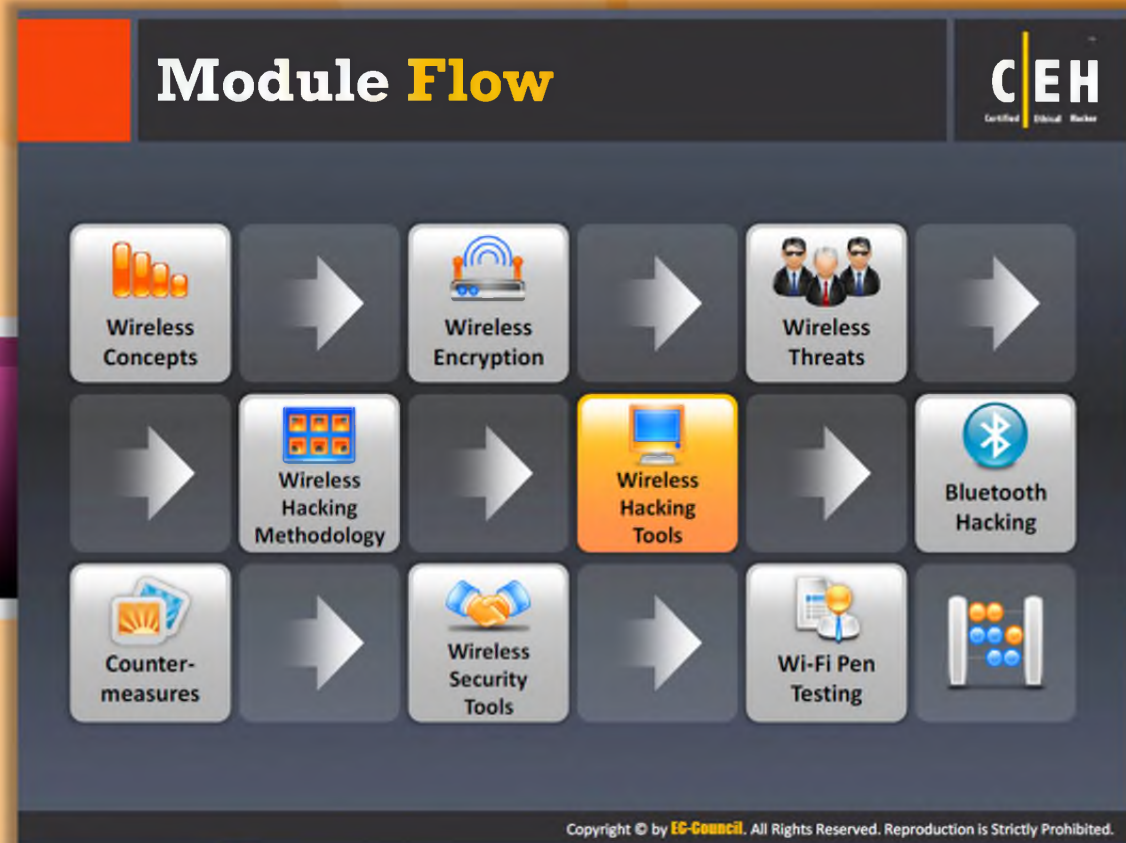 Module Flow
C EH
Certified Ethical Hacker
Wireless
Concepts
Wireless
Encryption
Wireless
Threats
Wireless
Hacking
Methodology
Wireless
Hacking
Tools
Bluetooth
Hacking
Counter-
measures
Wireless
Security
Tools
Wi-Fi Pen
Testing
Copyright © by EC-Council. All Rights Reserved. Reproduction is Strictly Prohibited.